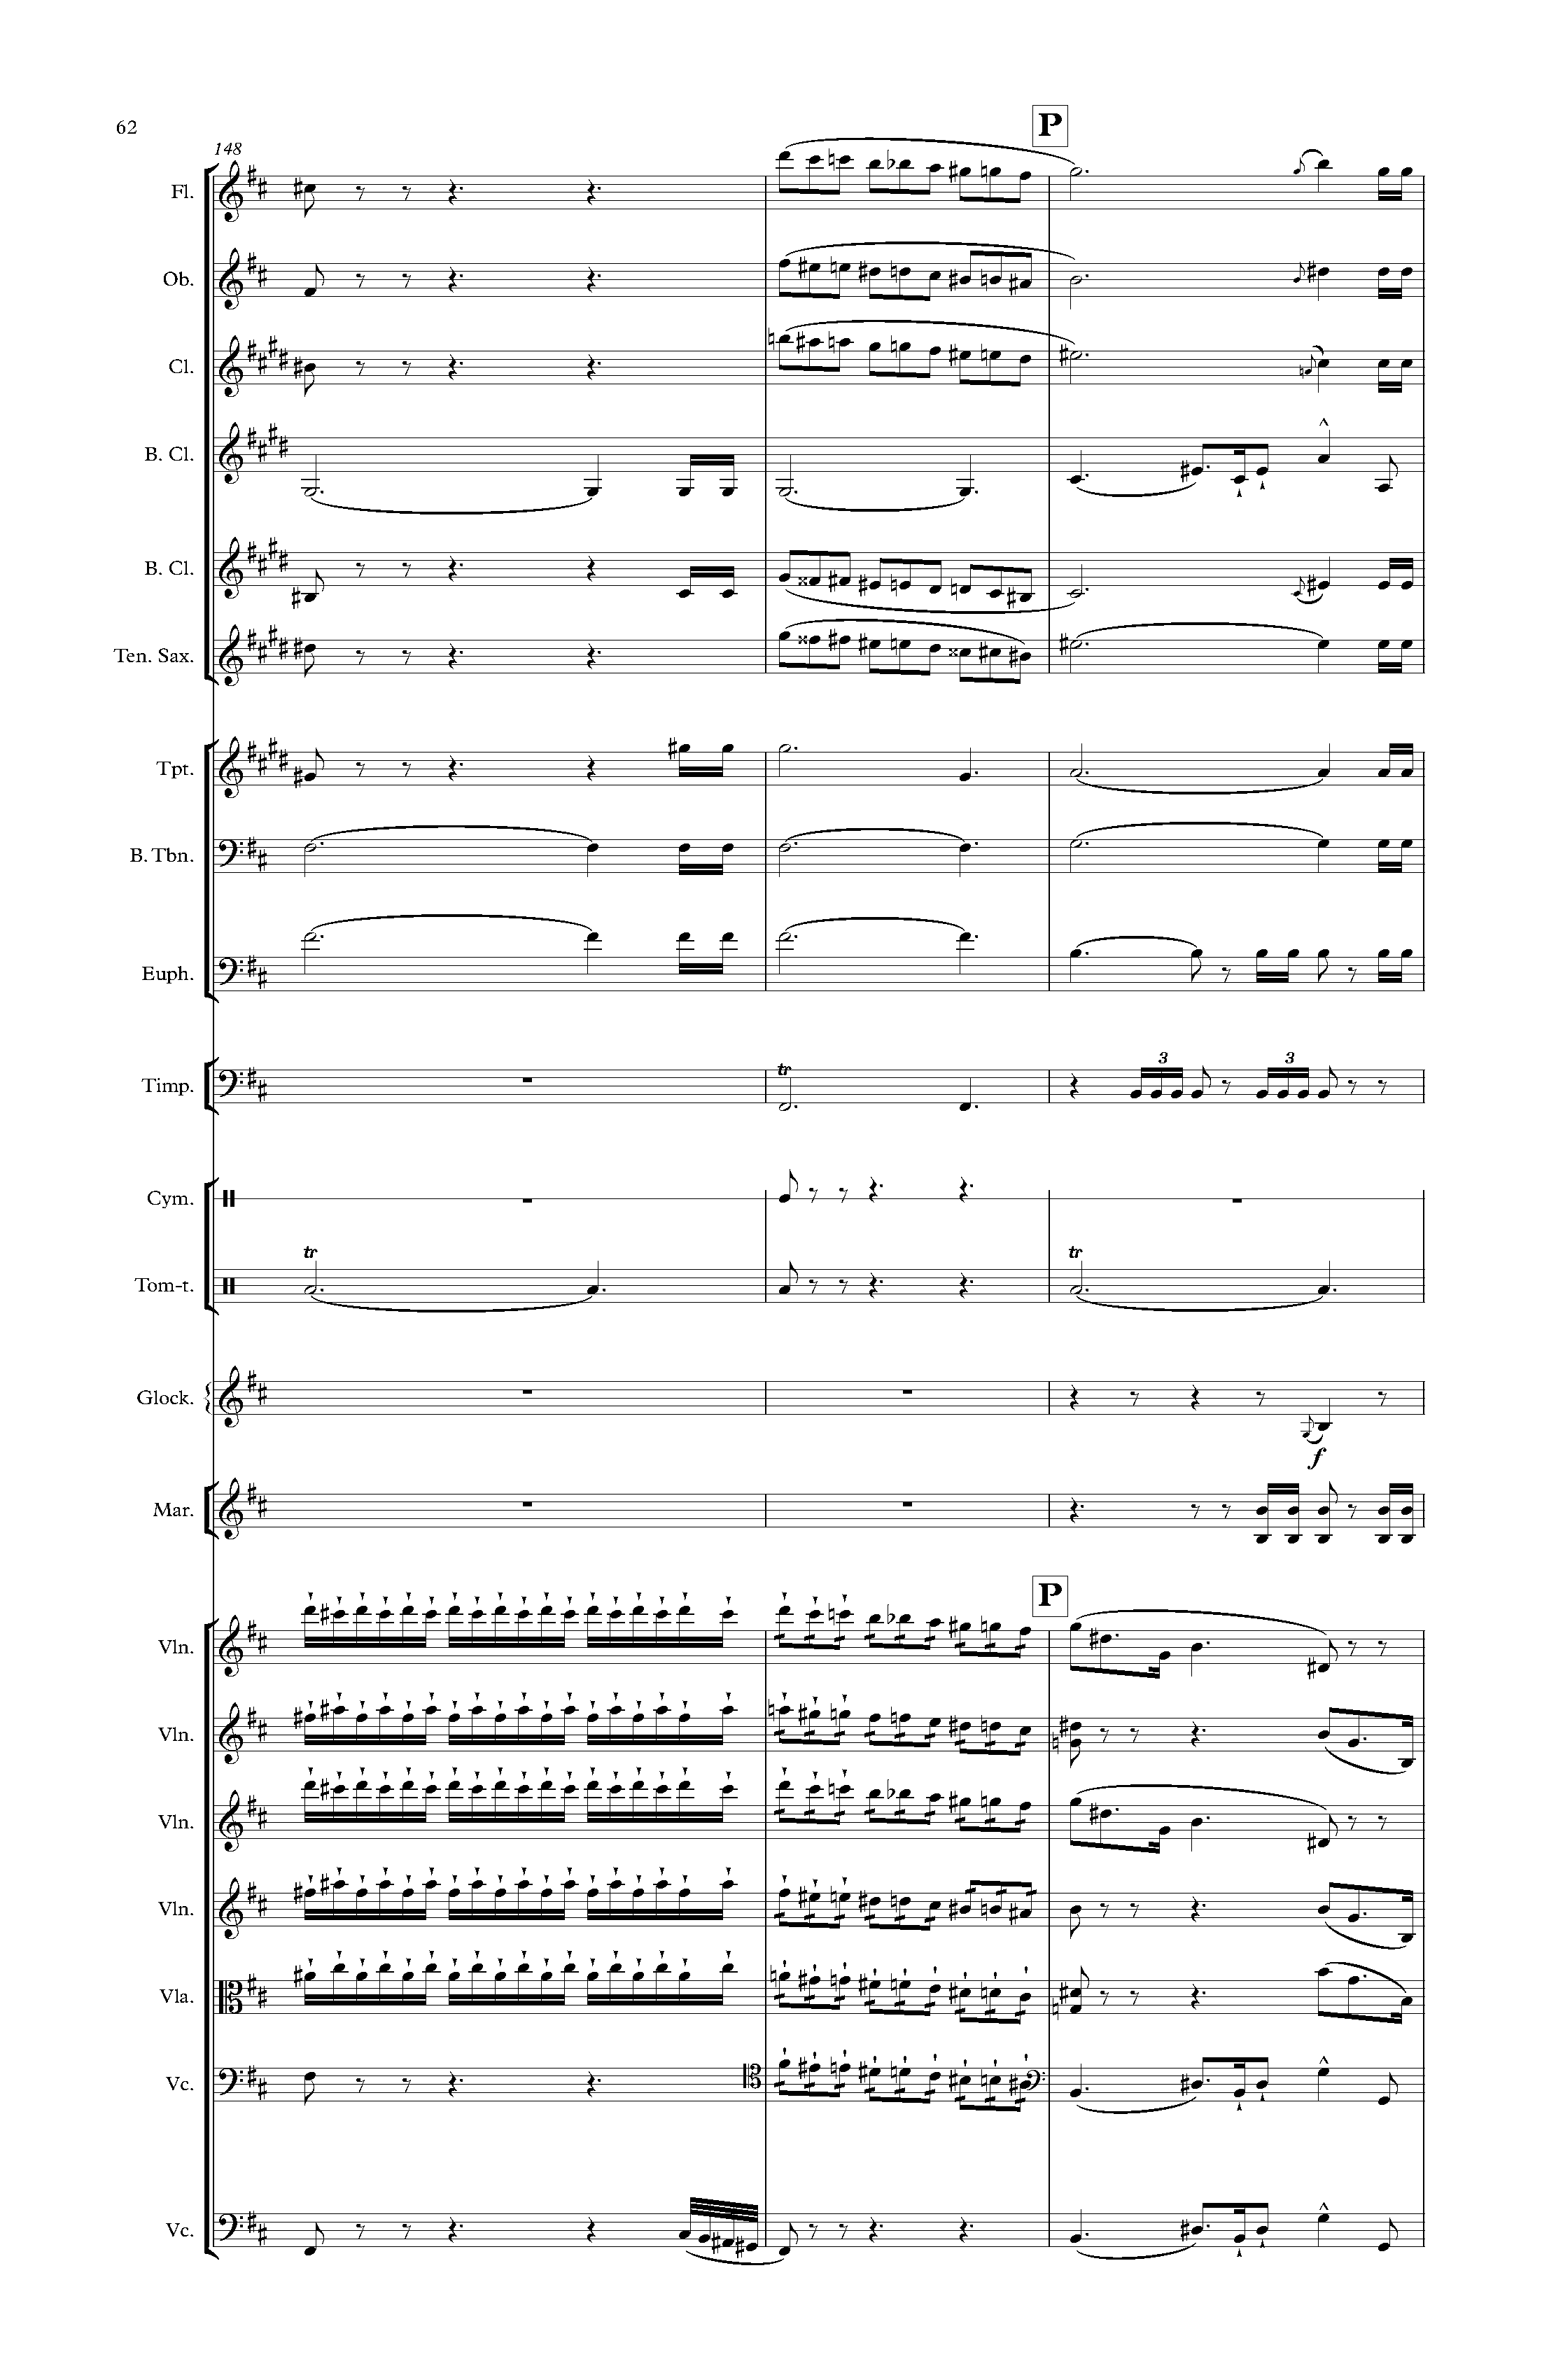 62
P
148
Fl.
Ob.
Cl.
B. Cl.
B. Cl.
Ten. Sax.
Tpt.
B. Tbn.
Euph.
tr
3
3
Timp.
Cym.
tr
tr
Tom-t.
Glock.
f
Mar.
P
Vln.
Vln.
Vln.
Vln.
Vla.
Vc.
Vc.